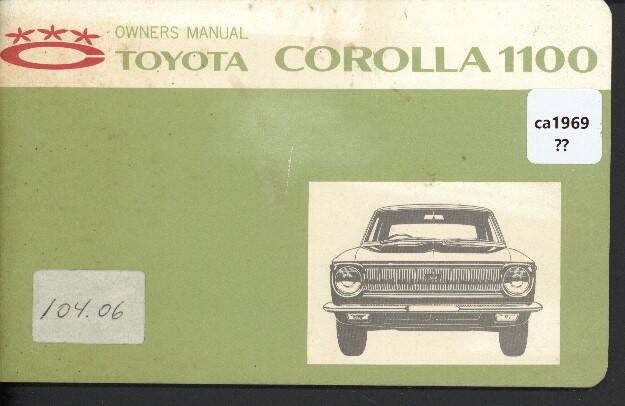 OWNERS MANUAL
TOYOTA COROLLA 1100
ca1969
??
104.06